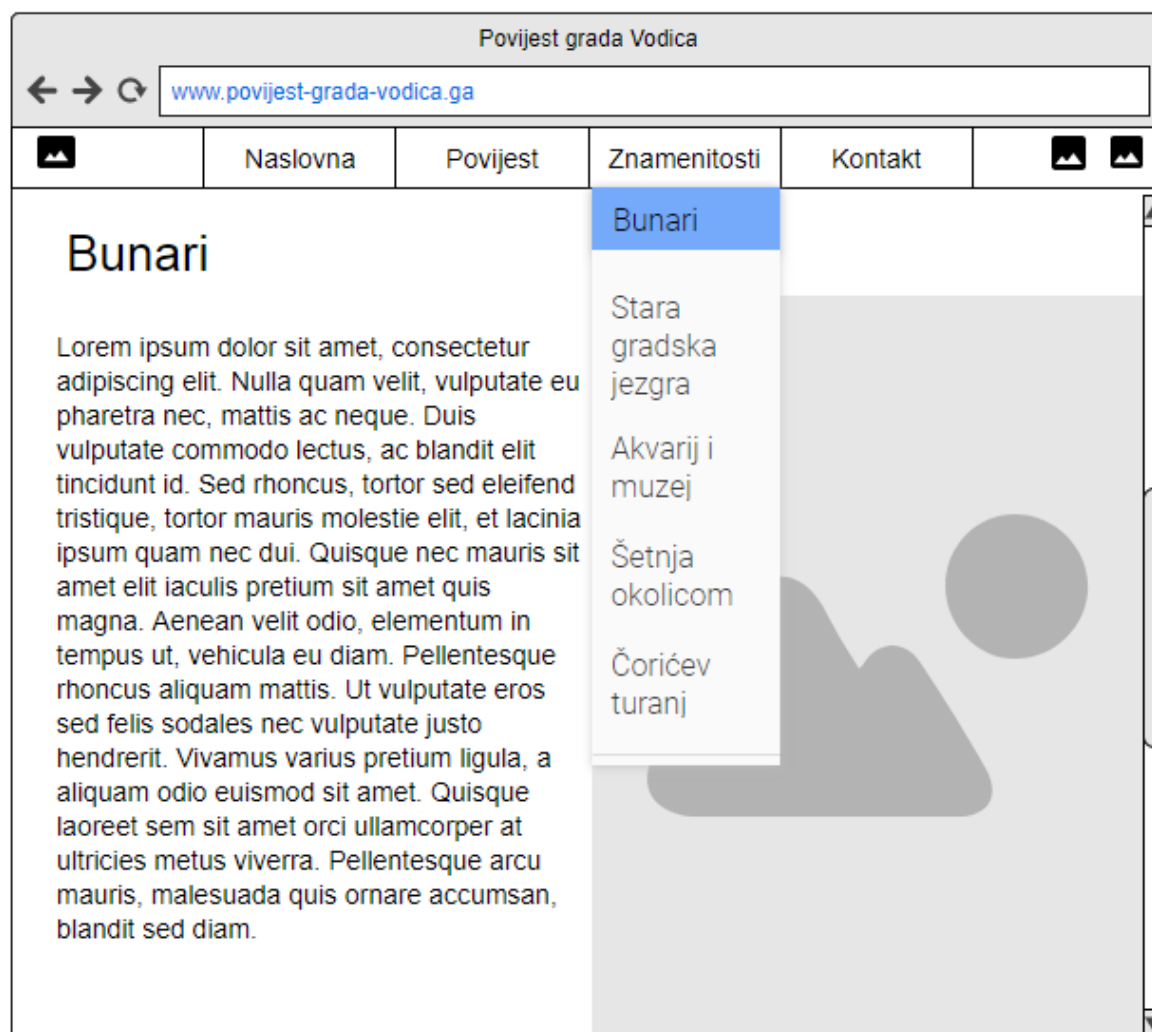 Povijest grada Vodica
www.povijest-grada-vodica.ga
Naslovna
Povijest
Znamenitosti
Kontakt
Bunari
Stara
gradska
jezgra
Akvarij i
muzej
Šetnja
okolicom
Čorićev
turanj
Bunari
Lorem ipsum dolor sit amet, consectetur
adipiscing elit. Nulla quam velit, vulputate eu
pharetra nec, mattis ac neque. Duis
vulputate commodo lectus, ac blandit elit
tincidunt id. Sed rhoncus, tortor sed eleifend
tristique, tortor mauris molestie elit, et lacinia
ipsum quam nec dui. Quisque nec mauris sit
amet elit iaculis pretium sit amet quis
magna. Aenean velit odio, elementum in
tempus ut, vehicula eu diam. Pellentesque
rhoncus aliquam mattis. Ut vulputate eros
sed felis sodales nec vulputate justo
hendrerit. Vivamus varius pretium ligula, a
aliquam odio euismod sit amet. Quisque
laoreet sem sit amet orci ullamcorper at
ultricies metus viverra. Pellentesque arcu
mauris, malesuada quis ornare accumsan,
blandit sed diam.